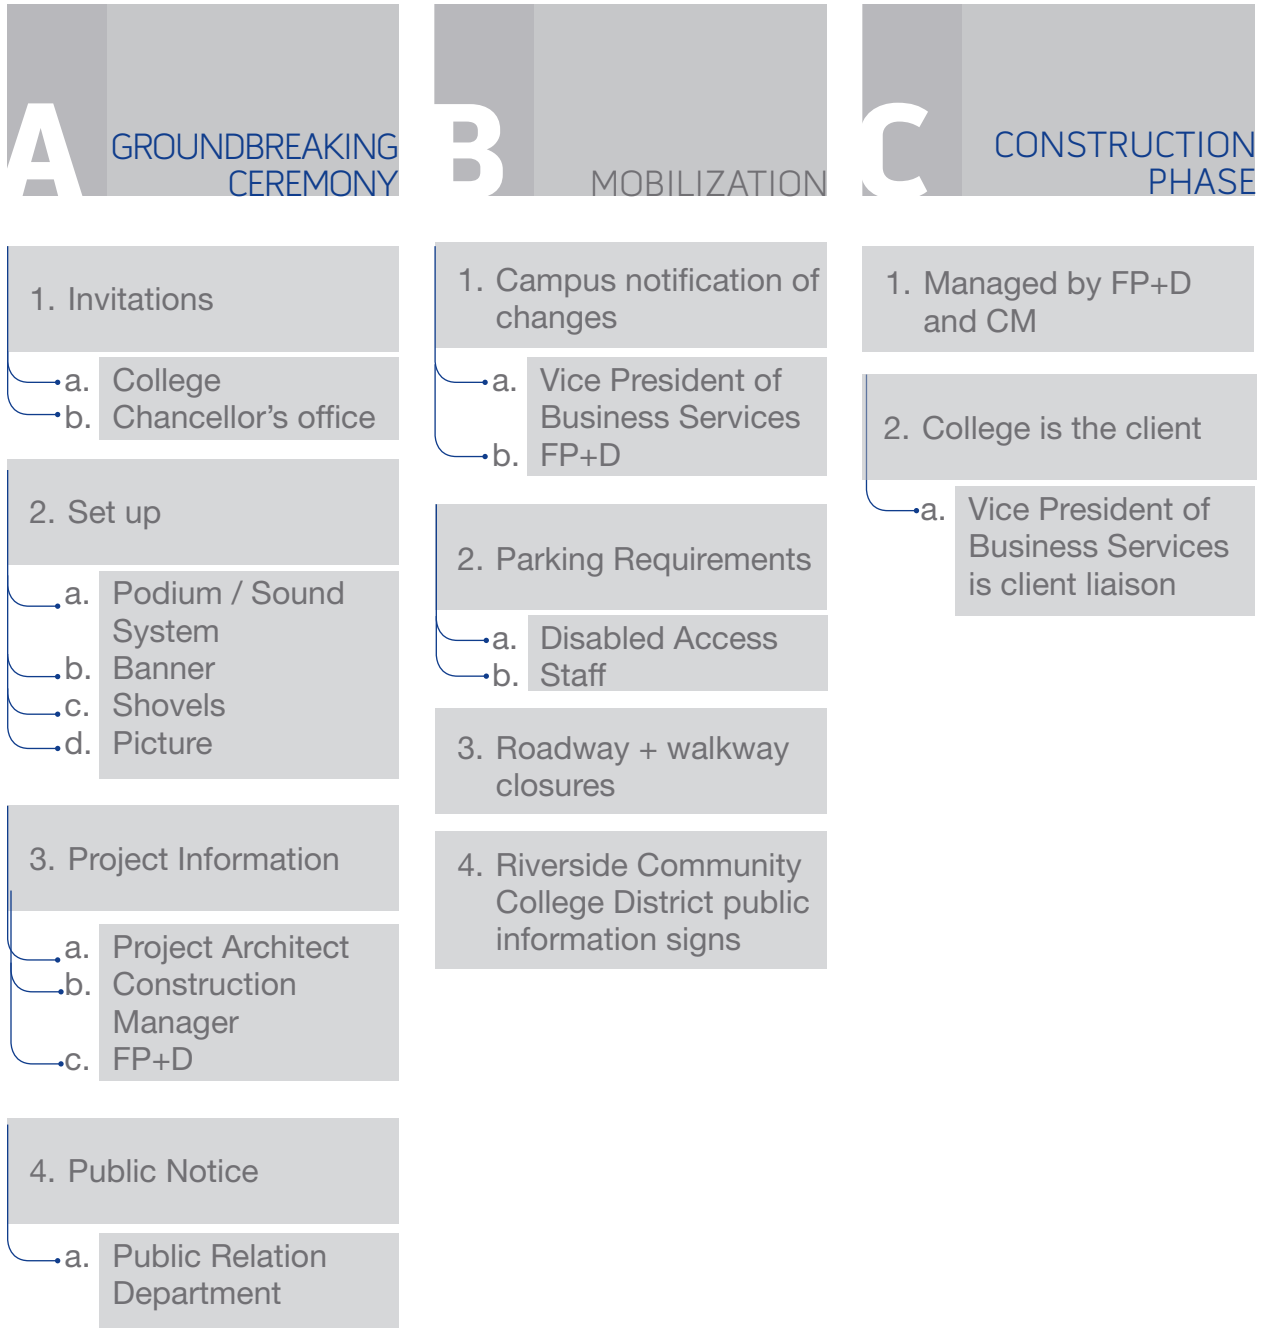 A
GROUNDBREAKING
CEREMONY
1. Invitations
a. College
b. Chancellor’s office
2. Set up
a. Podium / Sound
System
b. Banner
c. Shovels
d. Picture
3. Project Information
a. Project Architect
b. Construction
Manager
c. FP+D
4. Public Notice
a. Public Relation
Department
B
MOBILIZATION
1. Campus notification of
changes
a. Vice President of
Business Services
b. FP+D
2. Parking Requirements
a. Disabled Access
b. Staff
3. Roadway + walkway
closures
4. Riverside Community
College District public
information signs
C
CONSTRUCTION
PHASE
1. Managed by FP+D
and CM
2. College is the client
a. Vice President of
Business Services
is client liaison